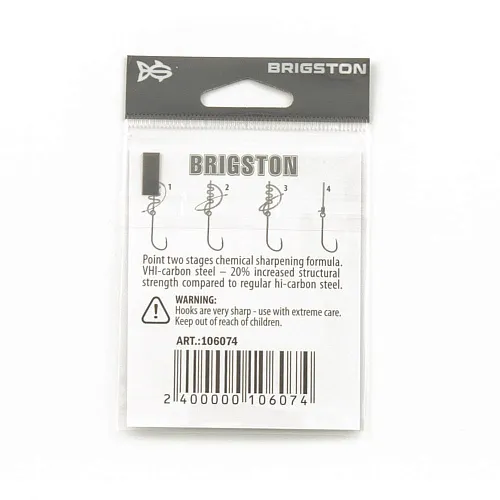 BRIGSTON
BRIGSTON
1 2 3 4
Point two stages chemical sharpening formula.
VHI-carbon steel – 20% increased structural
strength compared to regular hi-carbon steel.
WARNING:
Hooks are very sharp - use with extreme care.
Keep out of reach of children.
ART.:106074
2 400000 106074